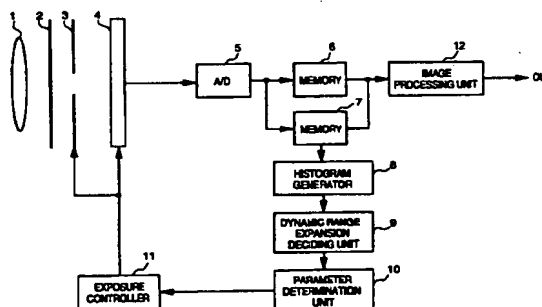 1
2
3
4
5
A/D
6
MEMORY
7
MEMORY
12
IMAGE
PROCESSING UNIT
HISTOGRAM
GENERATOR
8
DYNAMIC RANGE
EXPANSION
DECIDING UNIT
9
11
EXPOSURE
CONTROLLER
PARAMETER
DETERMINATION
UNIT
10